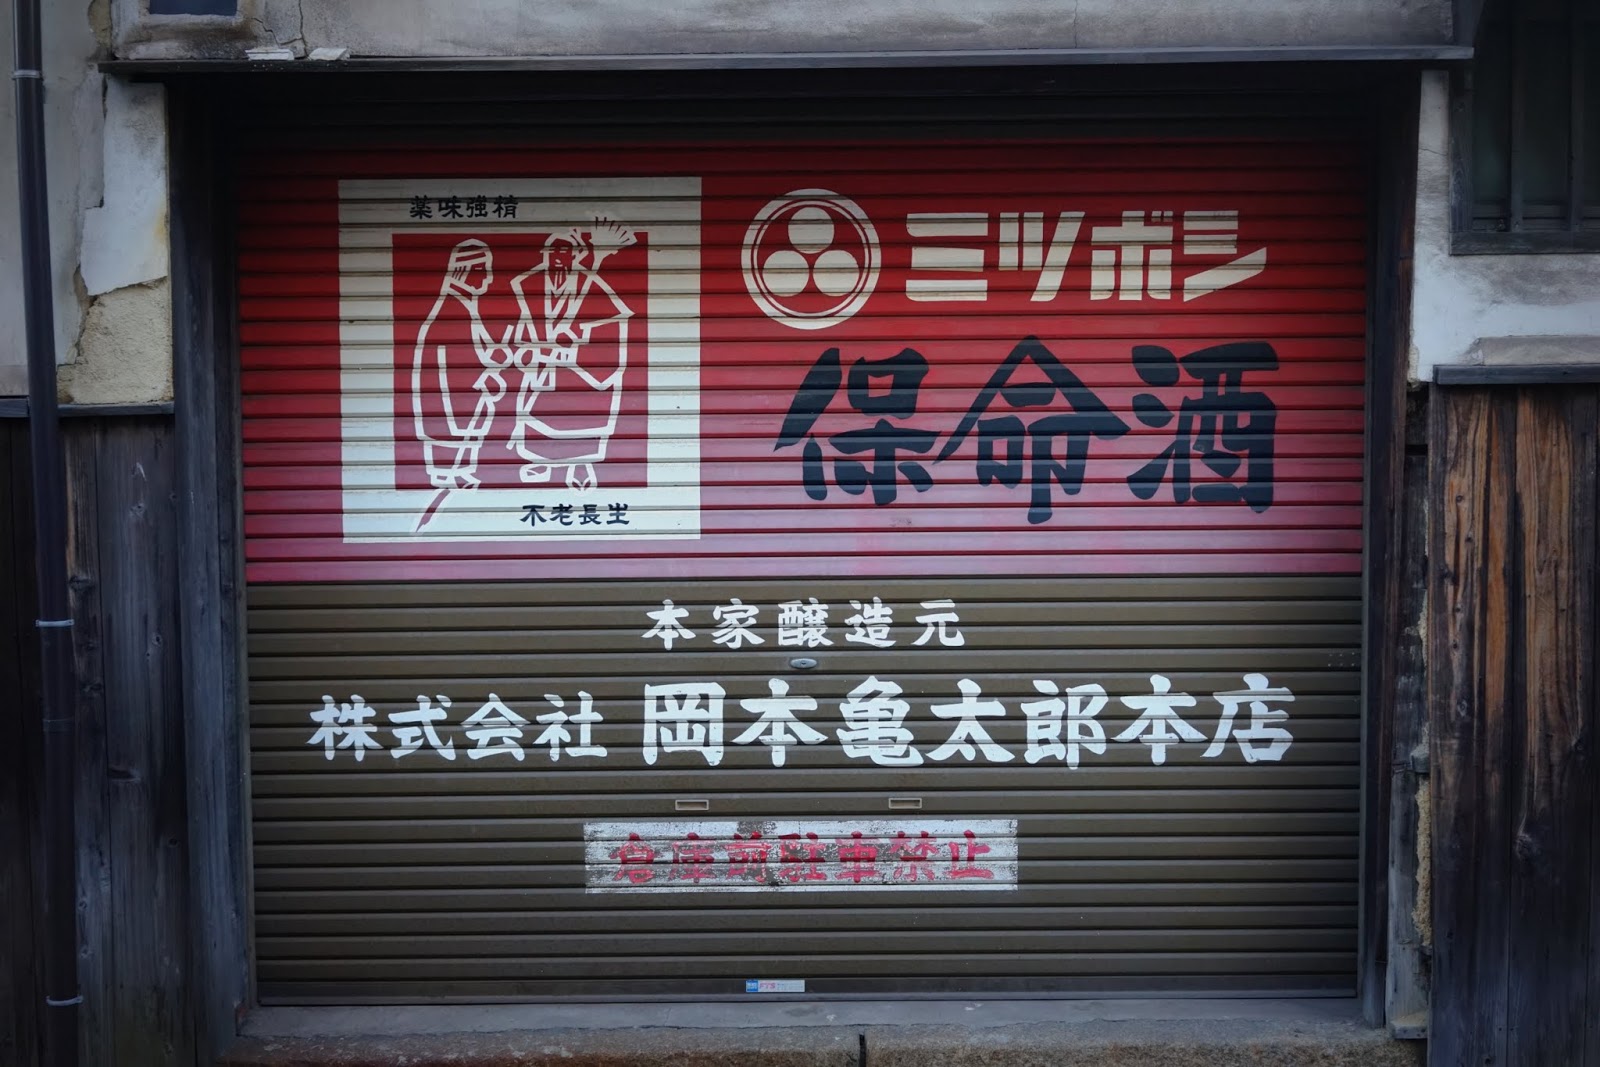 薬味強精
不老長生
ミツボシ
保命酒
本家醸造元
株式会社 岡本亀太郎本店
倉庫前駐車禁止